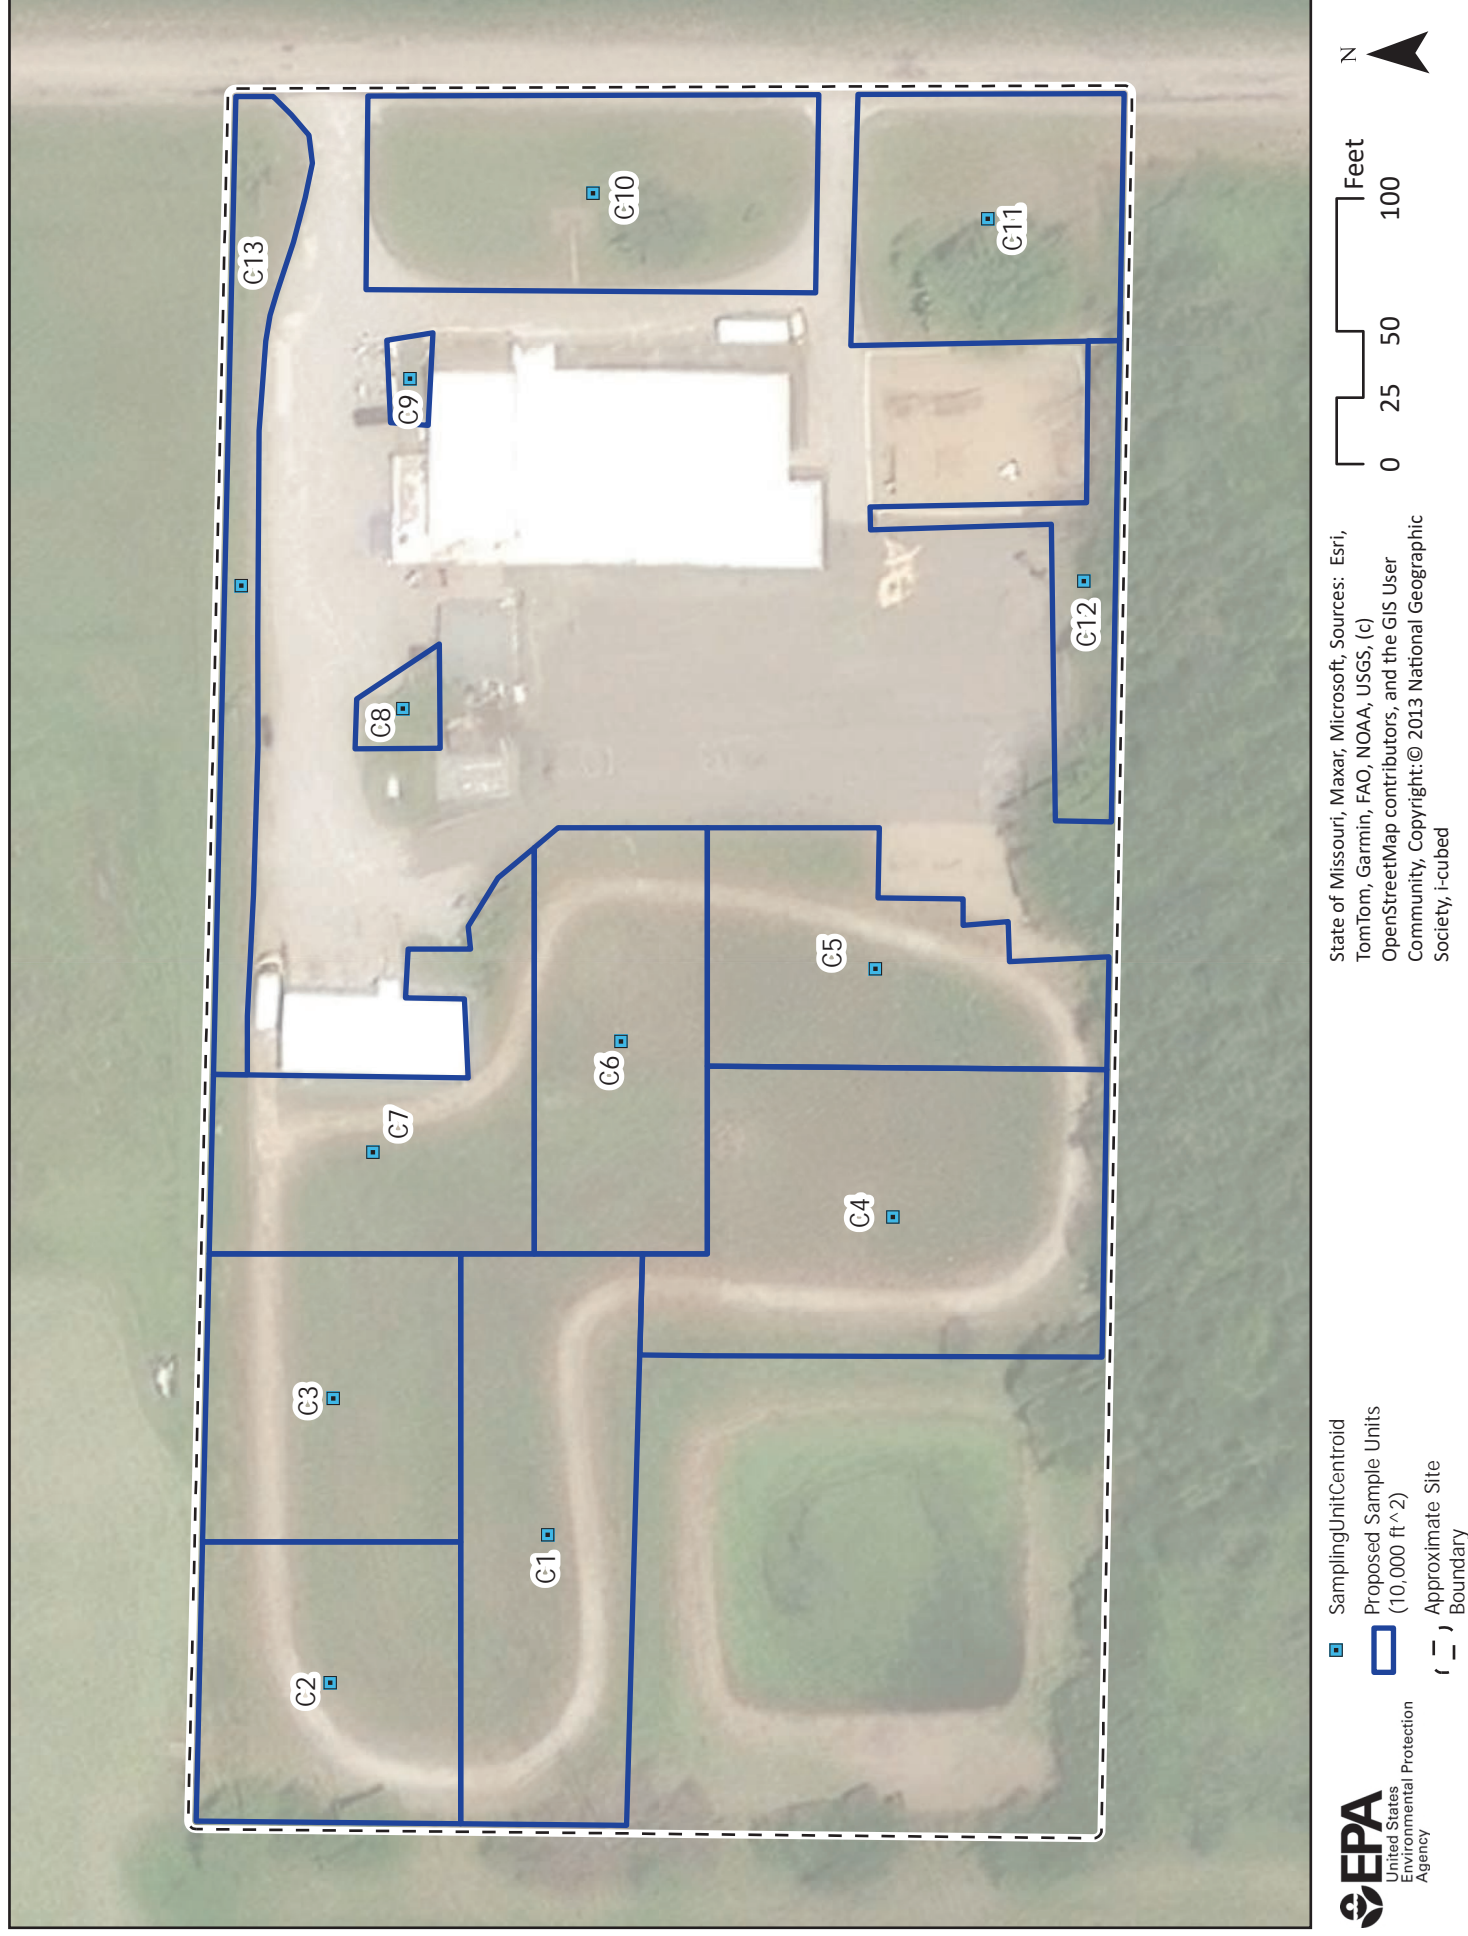 C13
C10
C11
C9
C8
C12
C5
C6
C7
C4
C3
C1
C2
N
Feet
0 25 50 100
State of Missouri, Maxar, Microsoft, Sources: Esri,
TomTom, Garmin, FAO, NOAA, USGS, (c)
OpenStreetMap contributors, and the GIS User
Community, Copyright:© 2013 National Geographic
Society, i-cubed
SamplingUnitCentroid
Proposed Sample Units
(10,000 ft^2)
Approximate Site
Boundary
EPA
United States
Environmental Protection
Agency